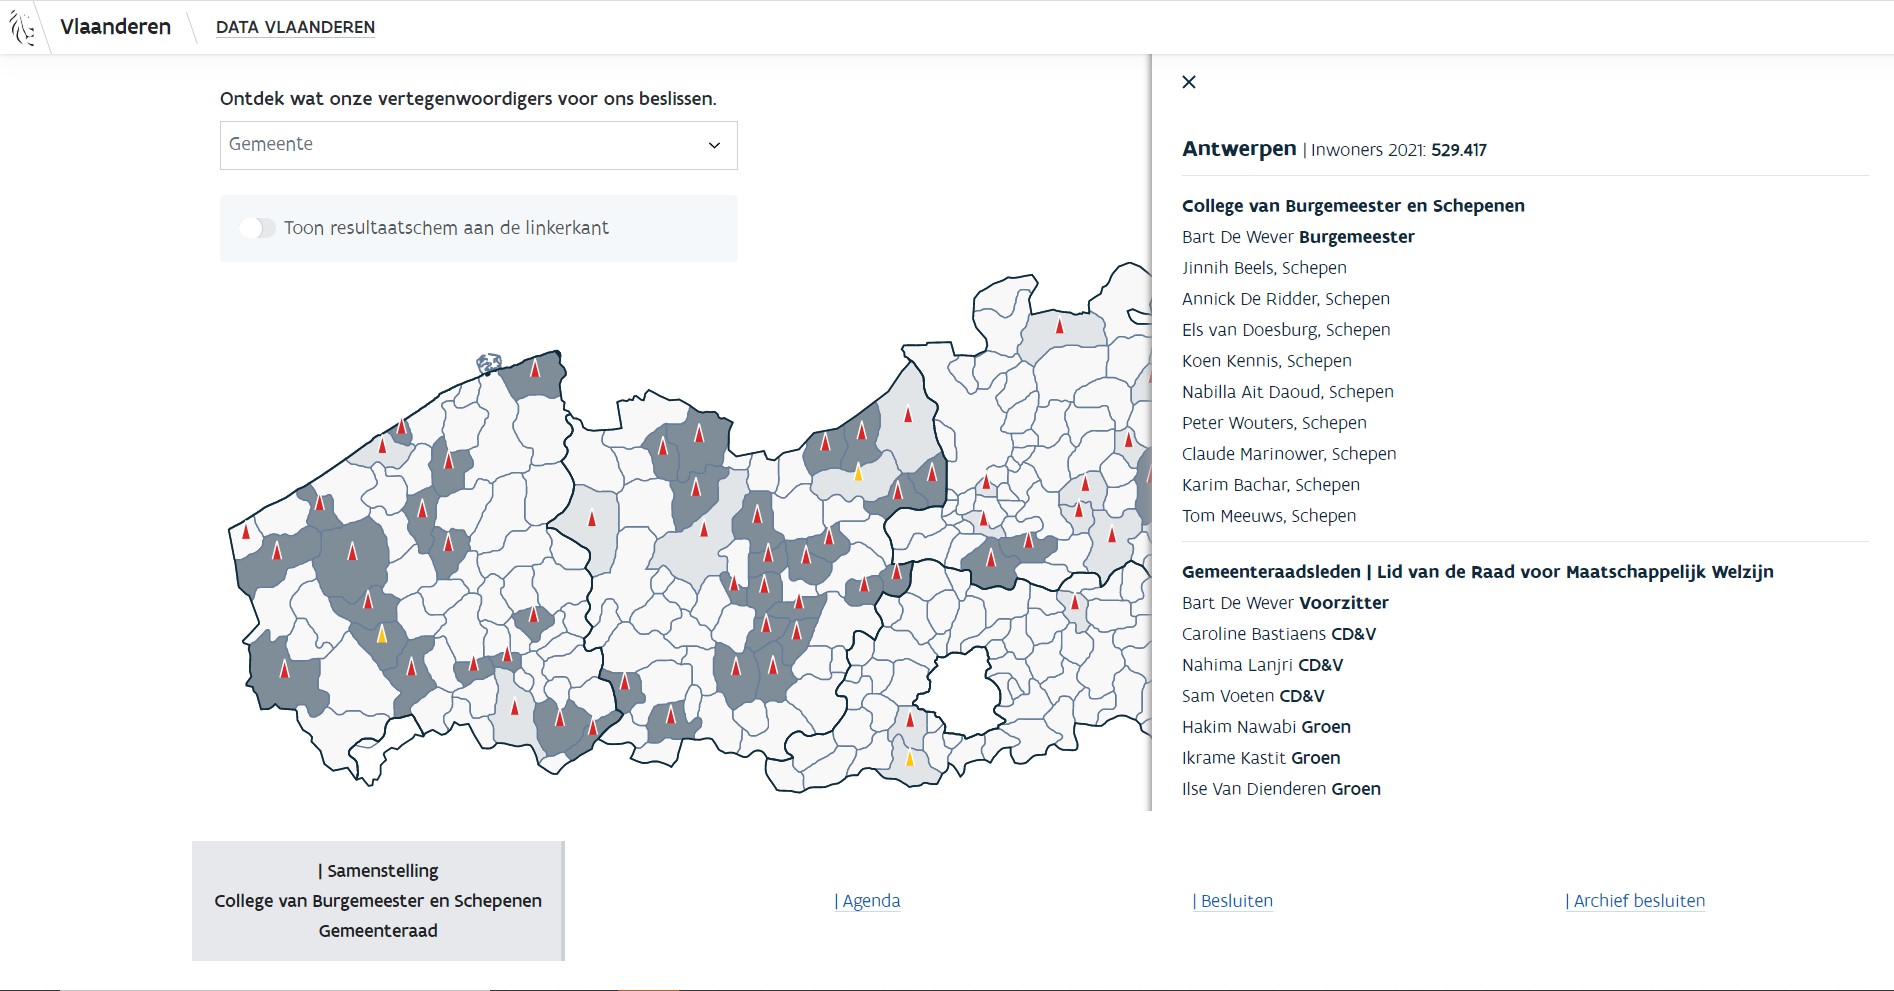 Vlaanderen
DATA VLAANDEREN
Ontdek wat onze vertegenwoordigers voor ons beslissen.
Gemeente
Toon resultaatschem aan de linkerkant
Antwerpen | Inwoners 2021: 529.417
College van Burgemeester en Schepenen
Bart De Wever Burgemeester
Jinnih Beels, Schepen
Annick De Ridder, Schepen
Els van Doesburg, Schepen
Koen Kennis, Schepen
Nabilla Ait Daoud, Schepen
Peter Wouters, Schepen
Claude Marinower, Schepen
Karim Bachar, Schepen
Tom Meeuws, Schepen
Gemeenteraadsleden | Lid van de Raad voor Maatschappelijk Welzijn
Bart De Wever Voorzitter
Caroline Bastiaens CD&V
Nahima Lanjri CD&V
Sam Voeten CD&V
Hakim Nawabi Groen
Ikrame Kastit Groen
Ilse Van Dienderen Groen
| Samenstelling
College van Burgemeester en Schepenen
Gemeenteraad
| Agenda
| Besluiten
| Archief besluiten